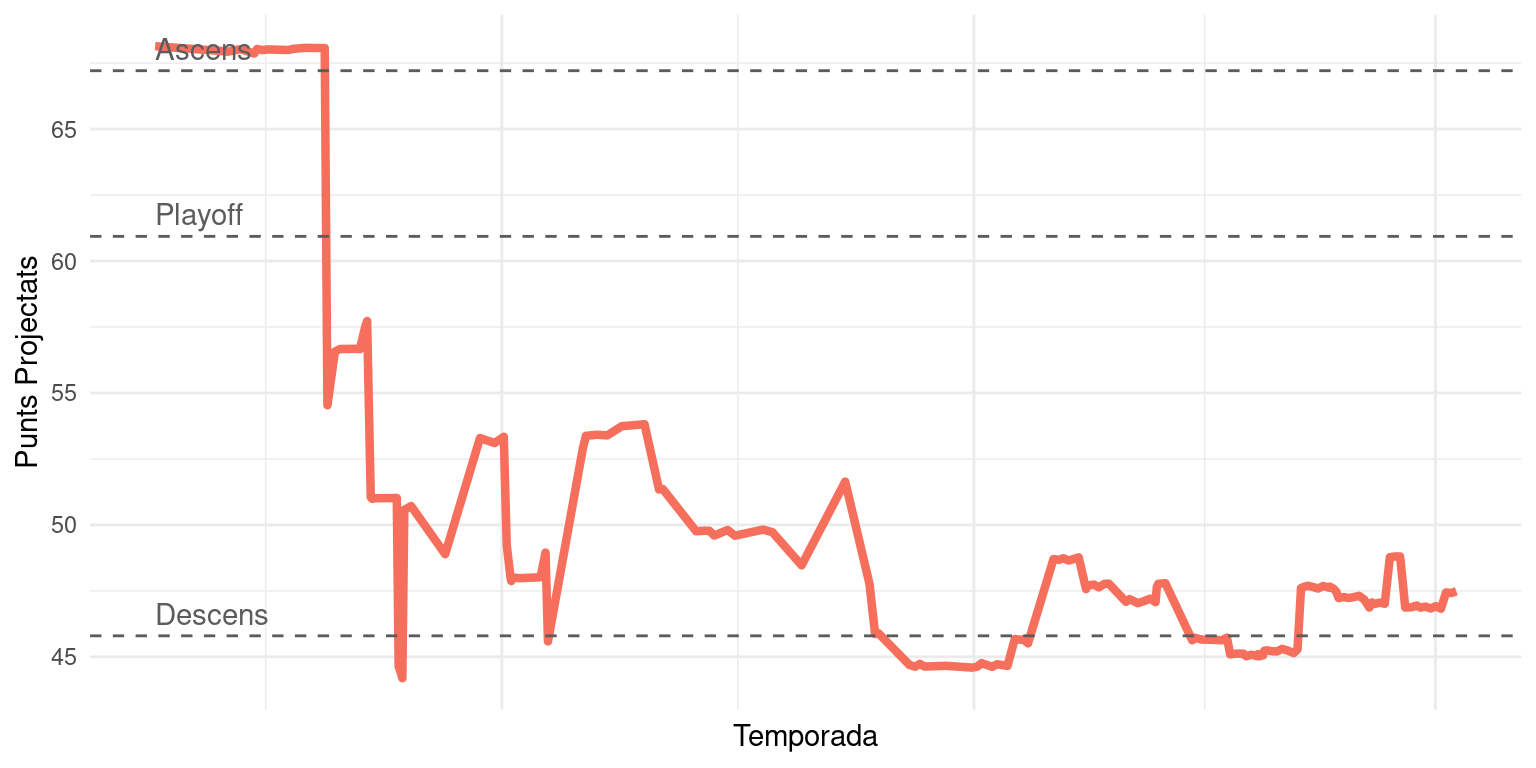 Ascens
65
Playoff
60
55
50
Descens
45
Punts Projectats
Temporada